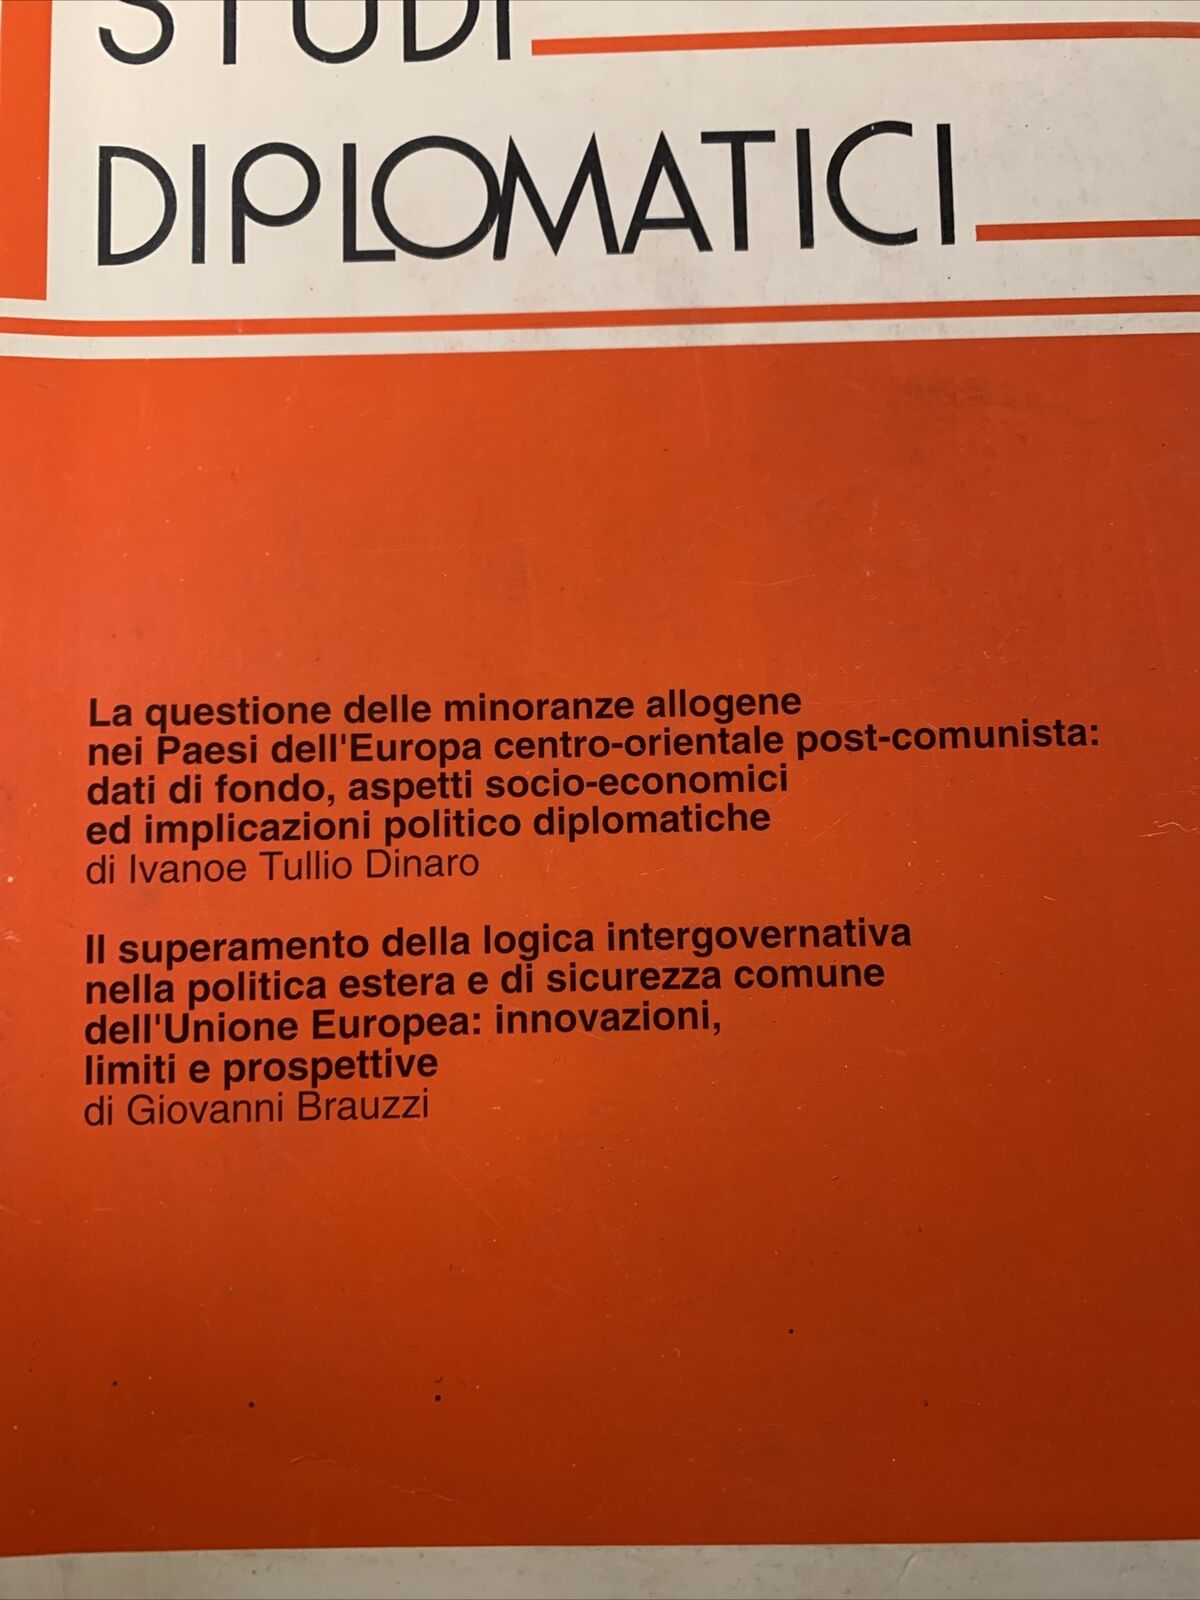 STUDI
DIPLOMATICI
La questione delle minoranze allogene
nei Paesi dell'Europa centro-orientale post-comunista:
dati di fondo, aspetti socio-economici
ed implicazioni politico diplomatiche
di Ivanoe Tullio Dinaro
Il superamento della logica intergovernativa
nella politica estera e di sicurezza comune
dell'Unione Europea: innovazioni,
limiti e prospettive
di Giovanni Brauzzi